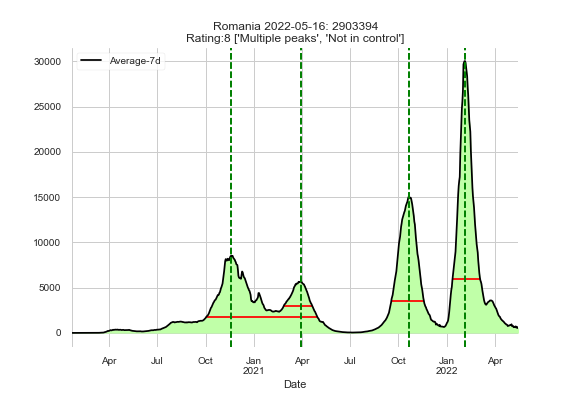 Romania 2022-05-16: 2903394
Rating:8 ['Multiple peaks', 'Not in control']
Average-7d
30000
25000
20000
15000
10000
5000
0
Apr Jul Oct Jan Apr Jul Oct Jan Apr
2021 2022
Date